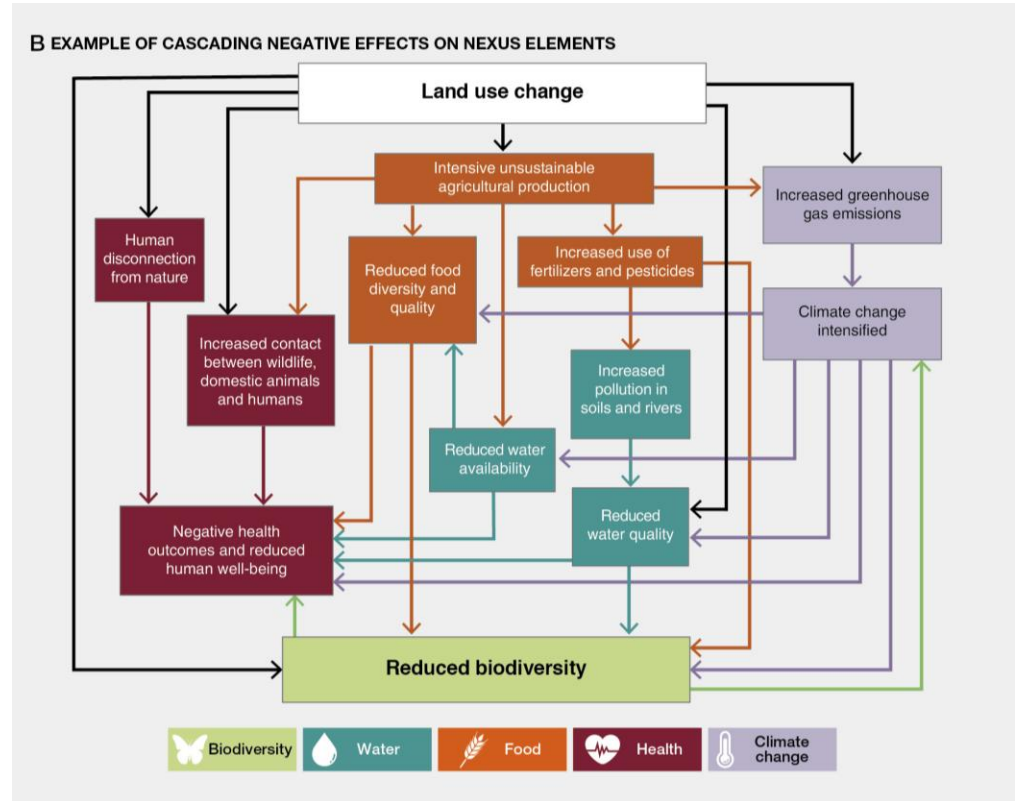 B EXAMPLE OF CASCADING NEGATIVE EFFECTS ON NEXUS ELEMENTS
Land use change
Intensive unsustainable
agricultural production
Increased greenhouse
gas emissions
Human
disconnection
from nature
Reduced food
diversity and
quality
Increased use of
fertilizers and pesticides
Climate change
intensified
Increased contact
between wildlife,
domestic animals
and humans
Increased
pollution in
soils and rivers
Reduced water
availability
Negative health
outcomes and reduced
human well-being
Reduced
water quality
Reduced biodiversity
Biodiversity
Water
Food
Health
Climate
change